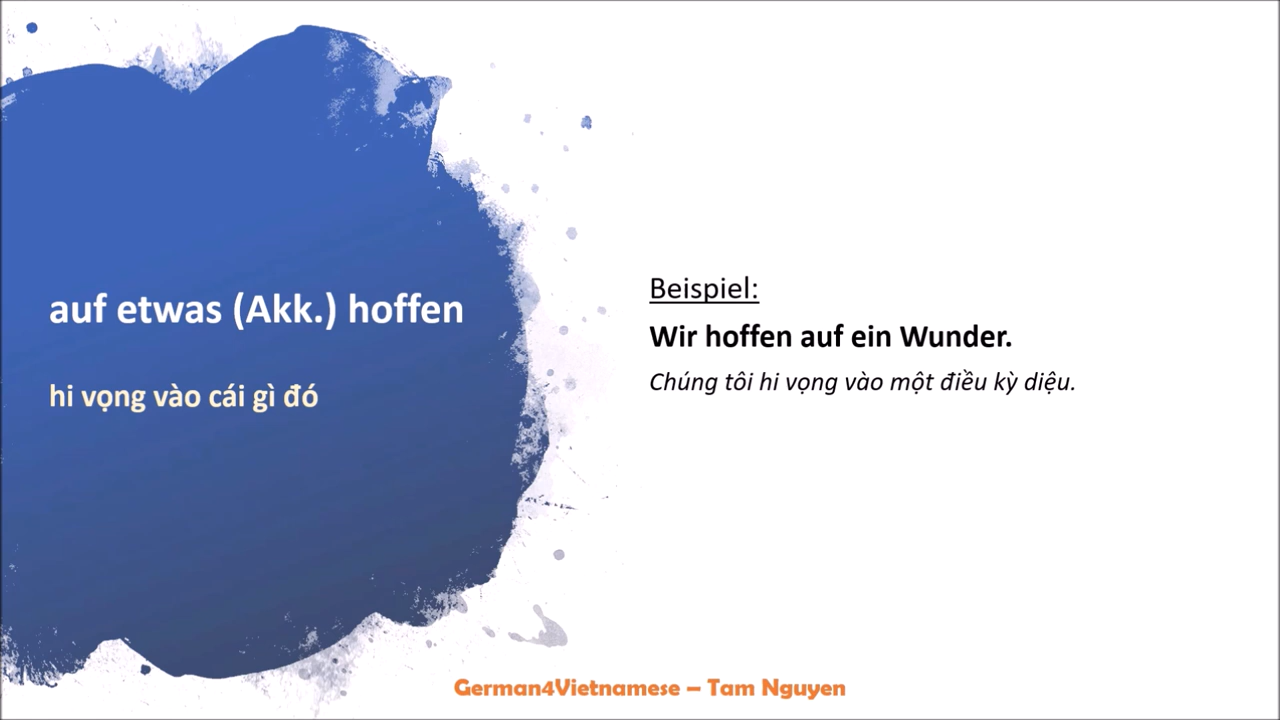 auf etwas (Akk.) hoffen
hi vọng vào cái gì đó
Beispiel:
Wir hoffen auf ein Wunder.
Chúng tôi hi vọng vào một điều kỳ diệu.
German4Vietnamese – Tam Nguyen